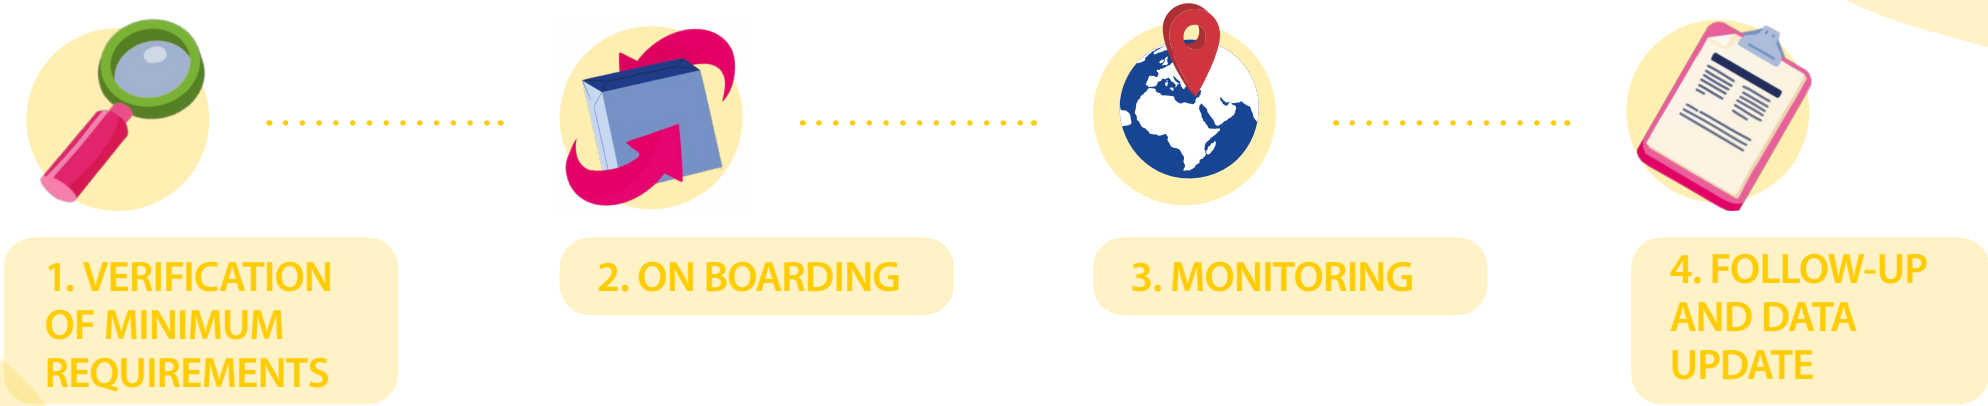 1. VERIFICATION
OF MINIMUM
REQUIREMENTS
2. ON BOARDING
3. MONITORING
4. FOLLOW-UP
AND DATA
UPDATE